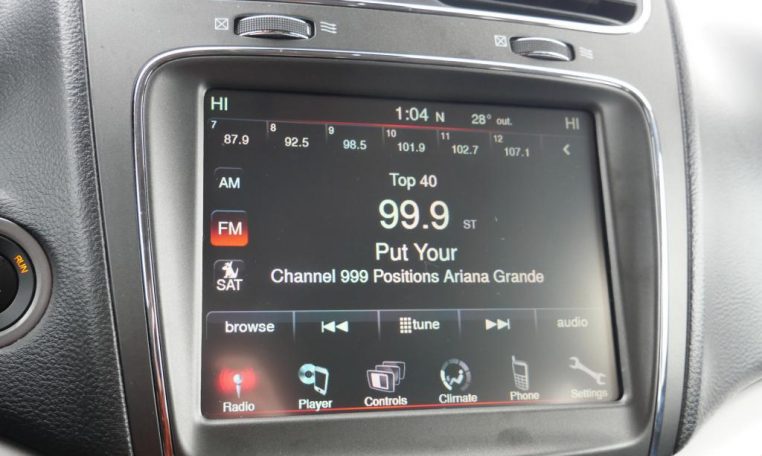 HI 1:04 N 28° out. HI
7 8 9 10 11 12
87.9 92.5 98.5 101.9 102.7 107.1
AM
Top 40
FM
99.9 ST
Put Your
SAT
Channel 999 Positions Ariana Grande
browse tune audio
Radio Player Controls Climate Phone Settings
RUN